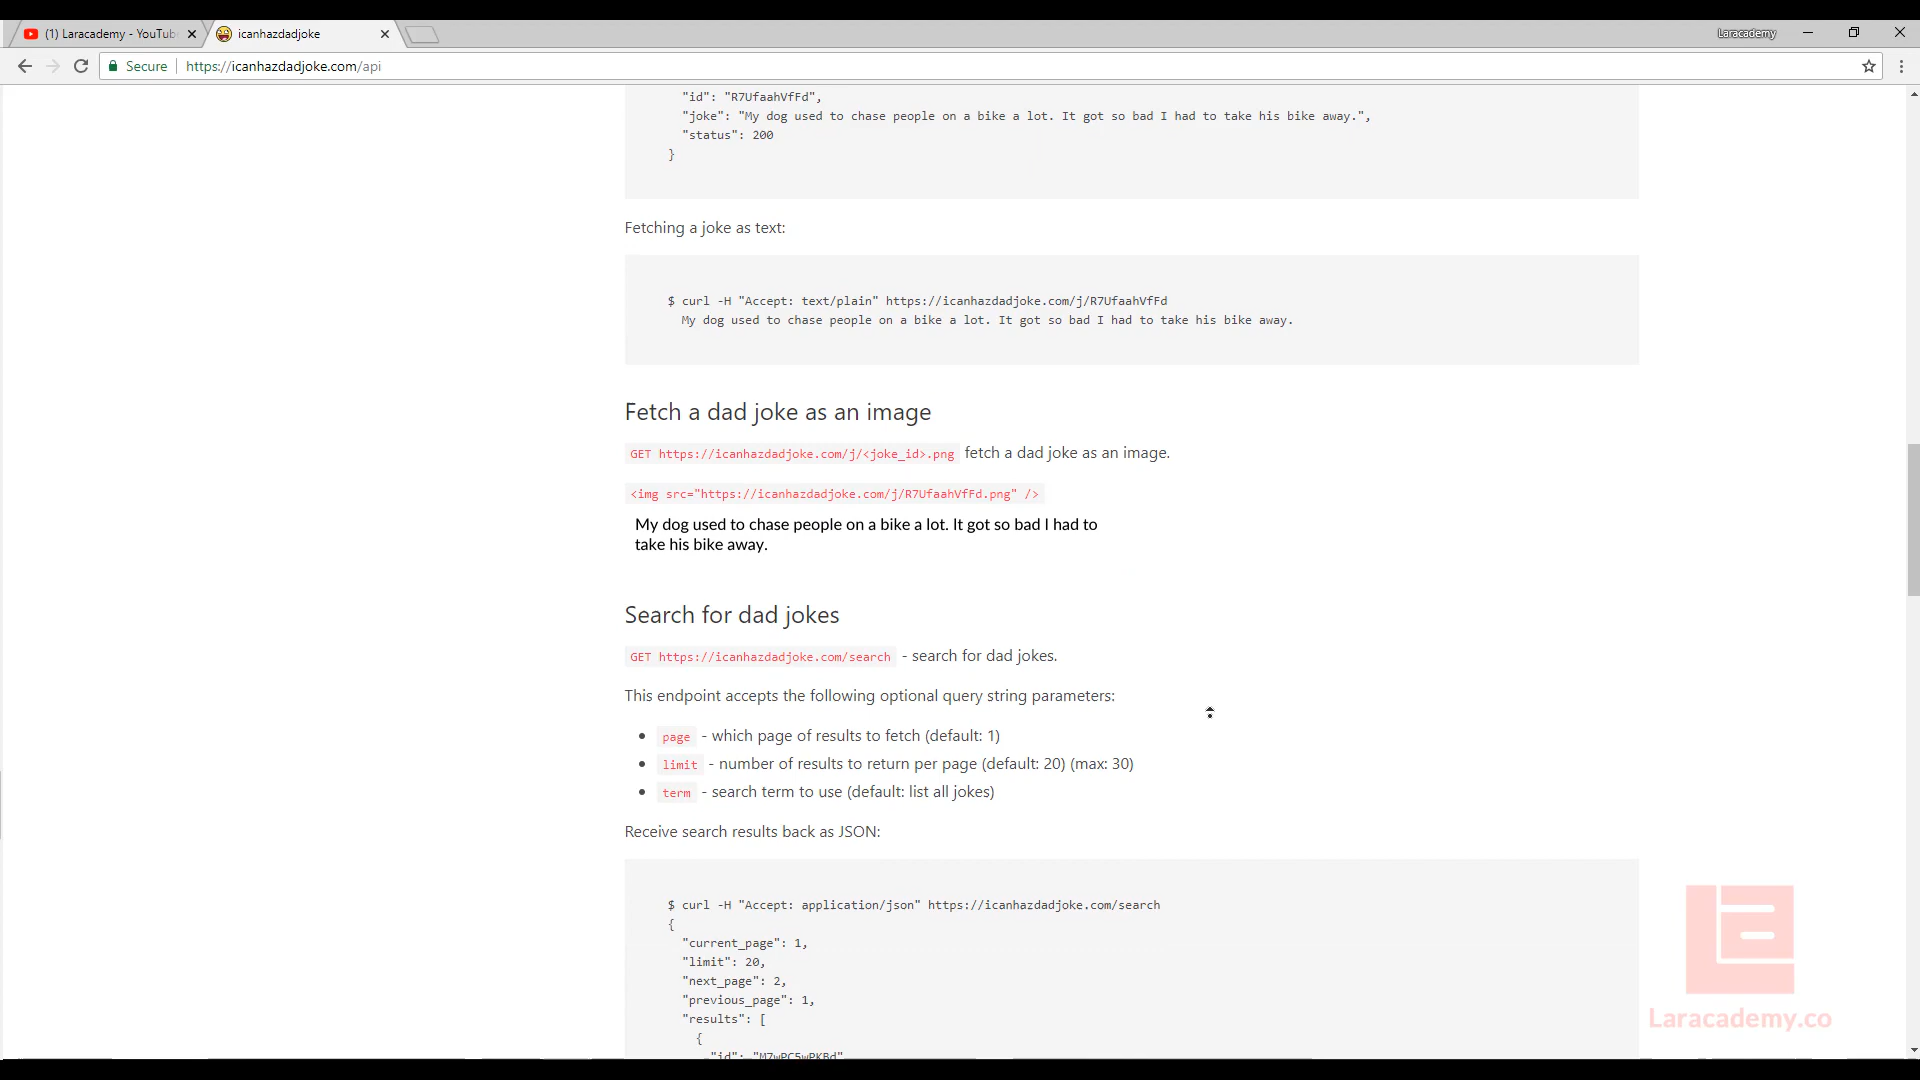 (1) Laracademy - YouTub
icanhazdadjoke
Laracademy
Secure
https://icanhazdadjoke.com/api
"id": "R7UfaahVfFd",
"joke": "My dog used to chase people on a bike a lot. It got so bad I had to take his bike away.",
"status": 200
}
Fetching a joke as text:
$ curl -H "Accept: text/plain" https://icanhazdadjoke.com/j/R7UfaahVfFd
My dog used to chase people on a bike a lot. It got so bad I had to take his bike away.
Fetch a dad joke as an image
GET https://icanhazdadjoke.com/j/<joke_id>.png fetch a dad joke as an image.
<img src="https://icanhazdadjoke.com/j/R7UfaahVfFd.png" />
My dog used to chase people on a bike a lot. It got so bad I had to
take his bike away.
Search for dad jokes
GET https://icanhazdadjoke.com/search - search for dad jokes.
This endpoint accepts the following optional query string parameters:
• page - which page of results to fetch (default: 1)
• limit - number of results to return per page (default: 20) (max: 30)
• term - search term to use (default: list all jokes)
Receive search results back as JSON:
$ curl -H "Accept: application/json" https://icanhazdadjoke.com/search
{
"current_page": 1,
"limit": 20,
"next_page": 2,
"previous_page": 1,
"results": [
{
"id": "M7wPC5wPKBd"
Laracademy.co